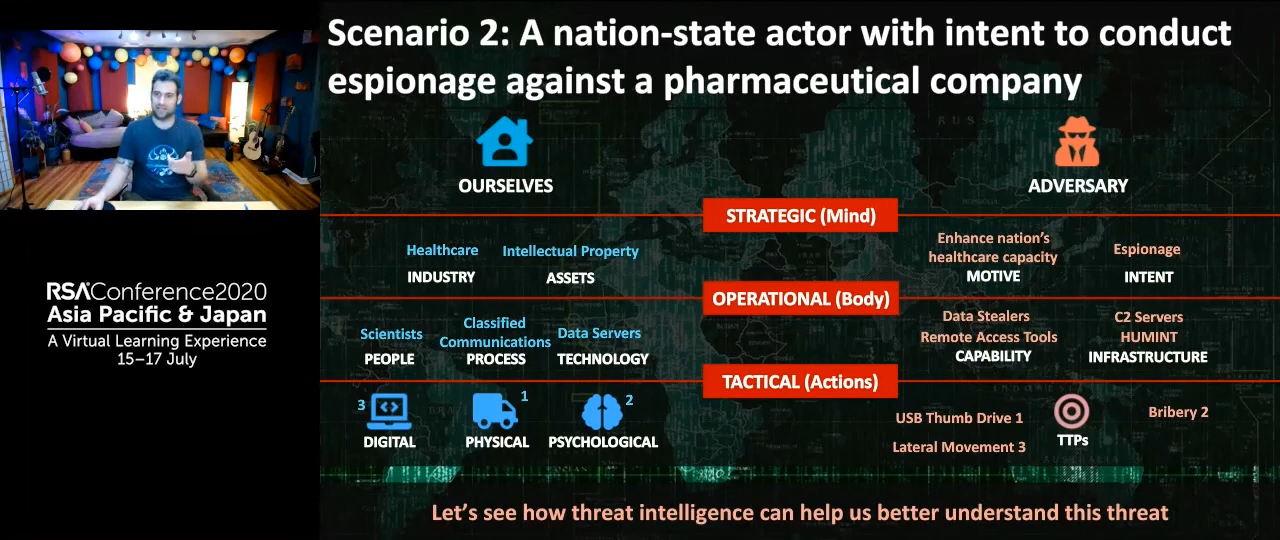 Scenario 2: A nation-state actor with intent to conduct
espionage against a pharmaceutical company
OURSELVES
ADVERSARY
STRATEGIC (Mind)
Healthcare
INDUSTRY
Intellectual Property
ASSETS
Enhance nation's
healthcare capacity
MOTIVE
Espionage
INTENT
OPERATIONAL (Body)
Scientists
PEOPLE
Classified
Communications
PROCESS
Data Servers
TECHNOLOGY
Data Stealers
Remote Access Tools
CAPABILITY
C2 Servers
HUMINT
INFRASTRUCTURE
TACTICAL (Actions)
3
DIGITAL
1
PHYSICAL
2
PSYCHOLOGICAL
USB Thumb Drive 1
Lateral Movement 3
TTPs
Bribery 2
Let's see how threat intelligence can help us better understand this threat
RSAConference2020
Asia Pacific & Japan
A Virtual Learning Experience
15–17 July